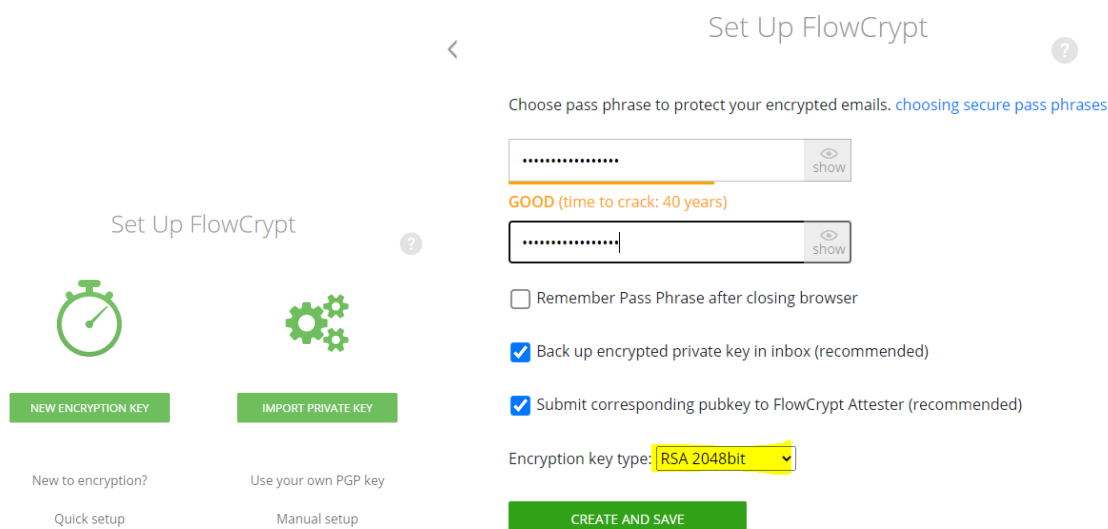 Set Up FlowCrypt
?
NEW ENCRYPTION KEY
IMPORT PRIVATE KEY
New to encryption?
Use your own PGP key
Quick setup
Manual setup
Set Up FlowCrypt
?
Choose pass phrase to protect your encrypted emails. choosing secure pass phrases
show
GOOD (time to crack: 40 years)
show
Remember Pass Phrase after closing browser
Back up encrypted private key in inbox (recommended)
Submit corresponding pubkey to FlowCrypt Attester (recommended)
Encryption key type: RSA 2048bit
CREATE AND SAVE